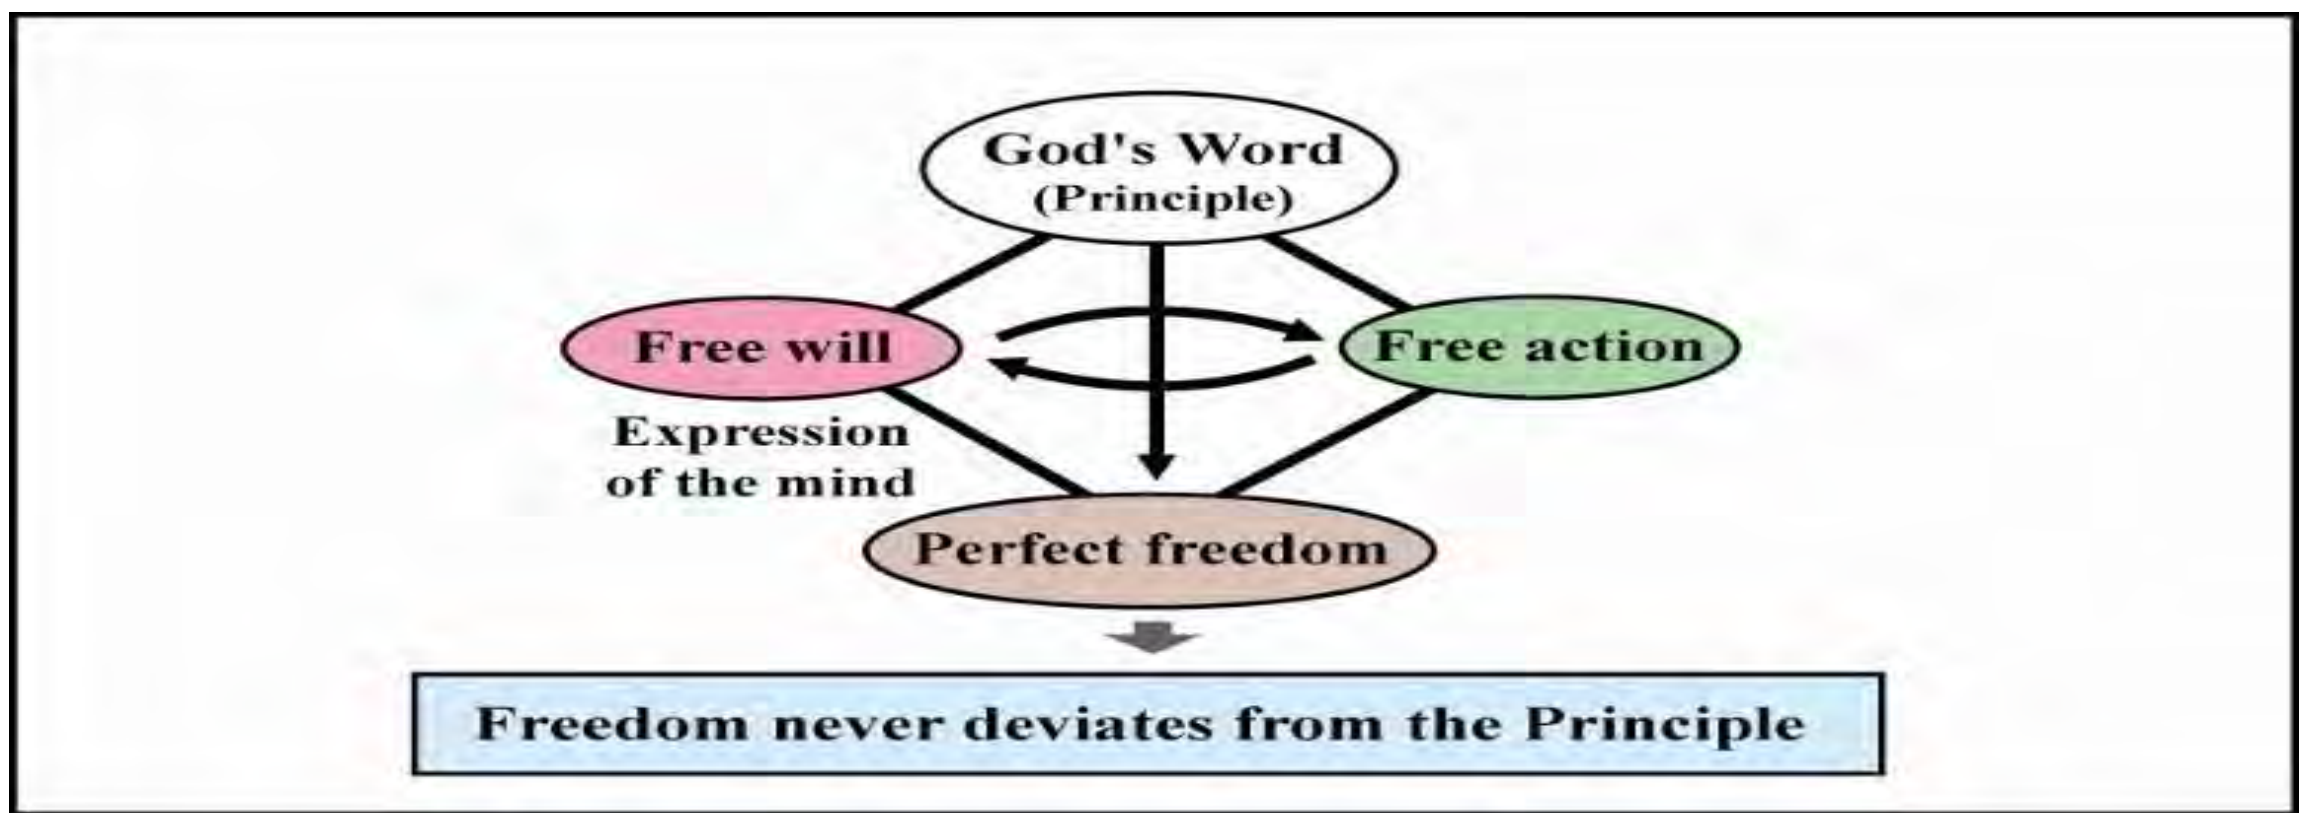 God's Word
(Principle)
Free will
Free action
Expression
of the mind
Perfect freedom
Freedom never deviates from the Principle